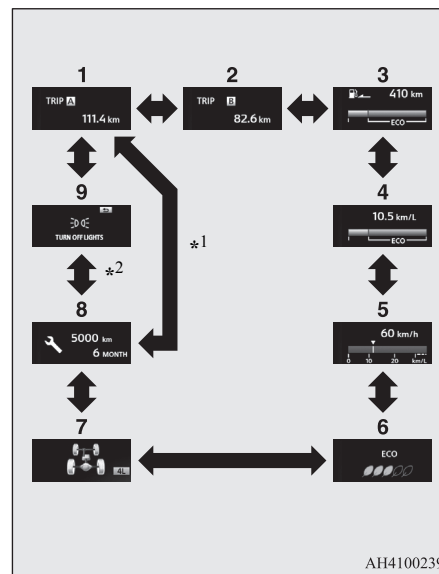 1
2
3
TRIP A
111.4 km
TRIP B
82.6 km
410 km
ECO
9
4
TURN OFF LIGHTS
10.5 km/L
ECO
*1
*2
8
5
5000 km
6 MONTH
60 km/h
0 10 20 km/L
7
6
4L
ECO
AH4100239